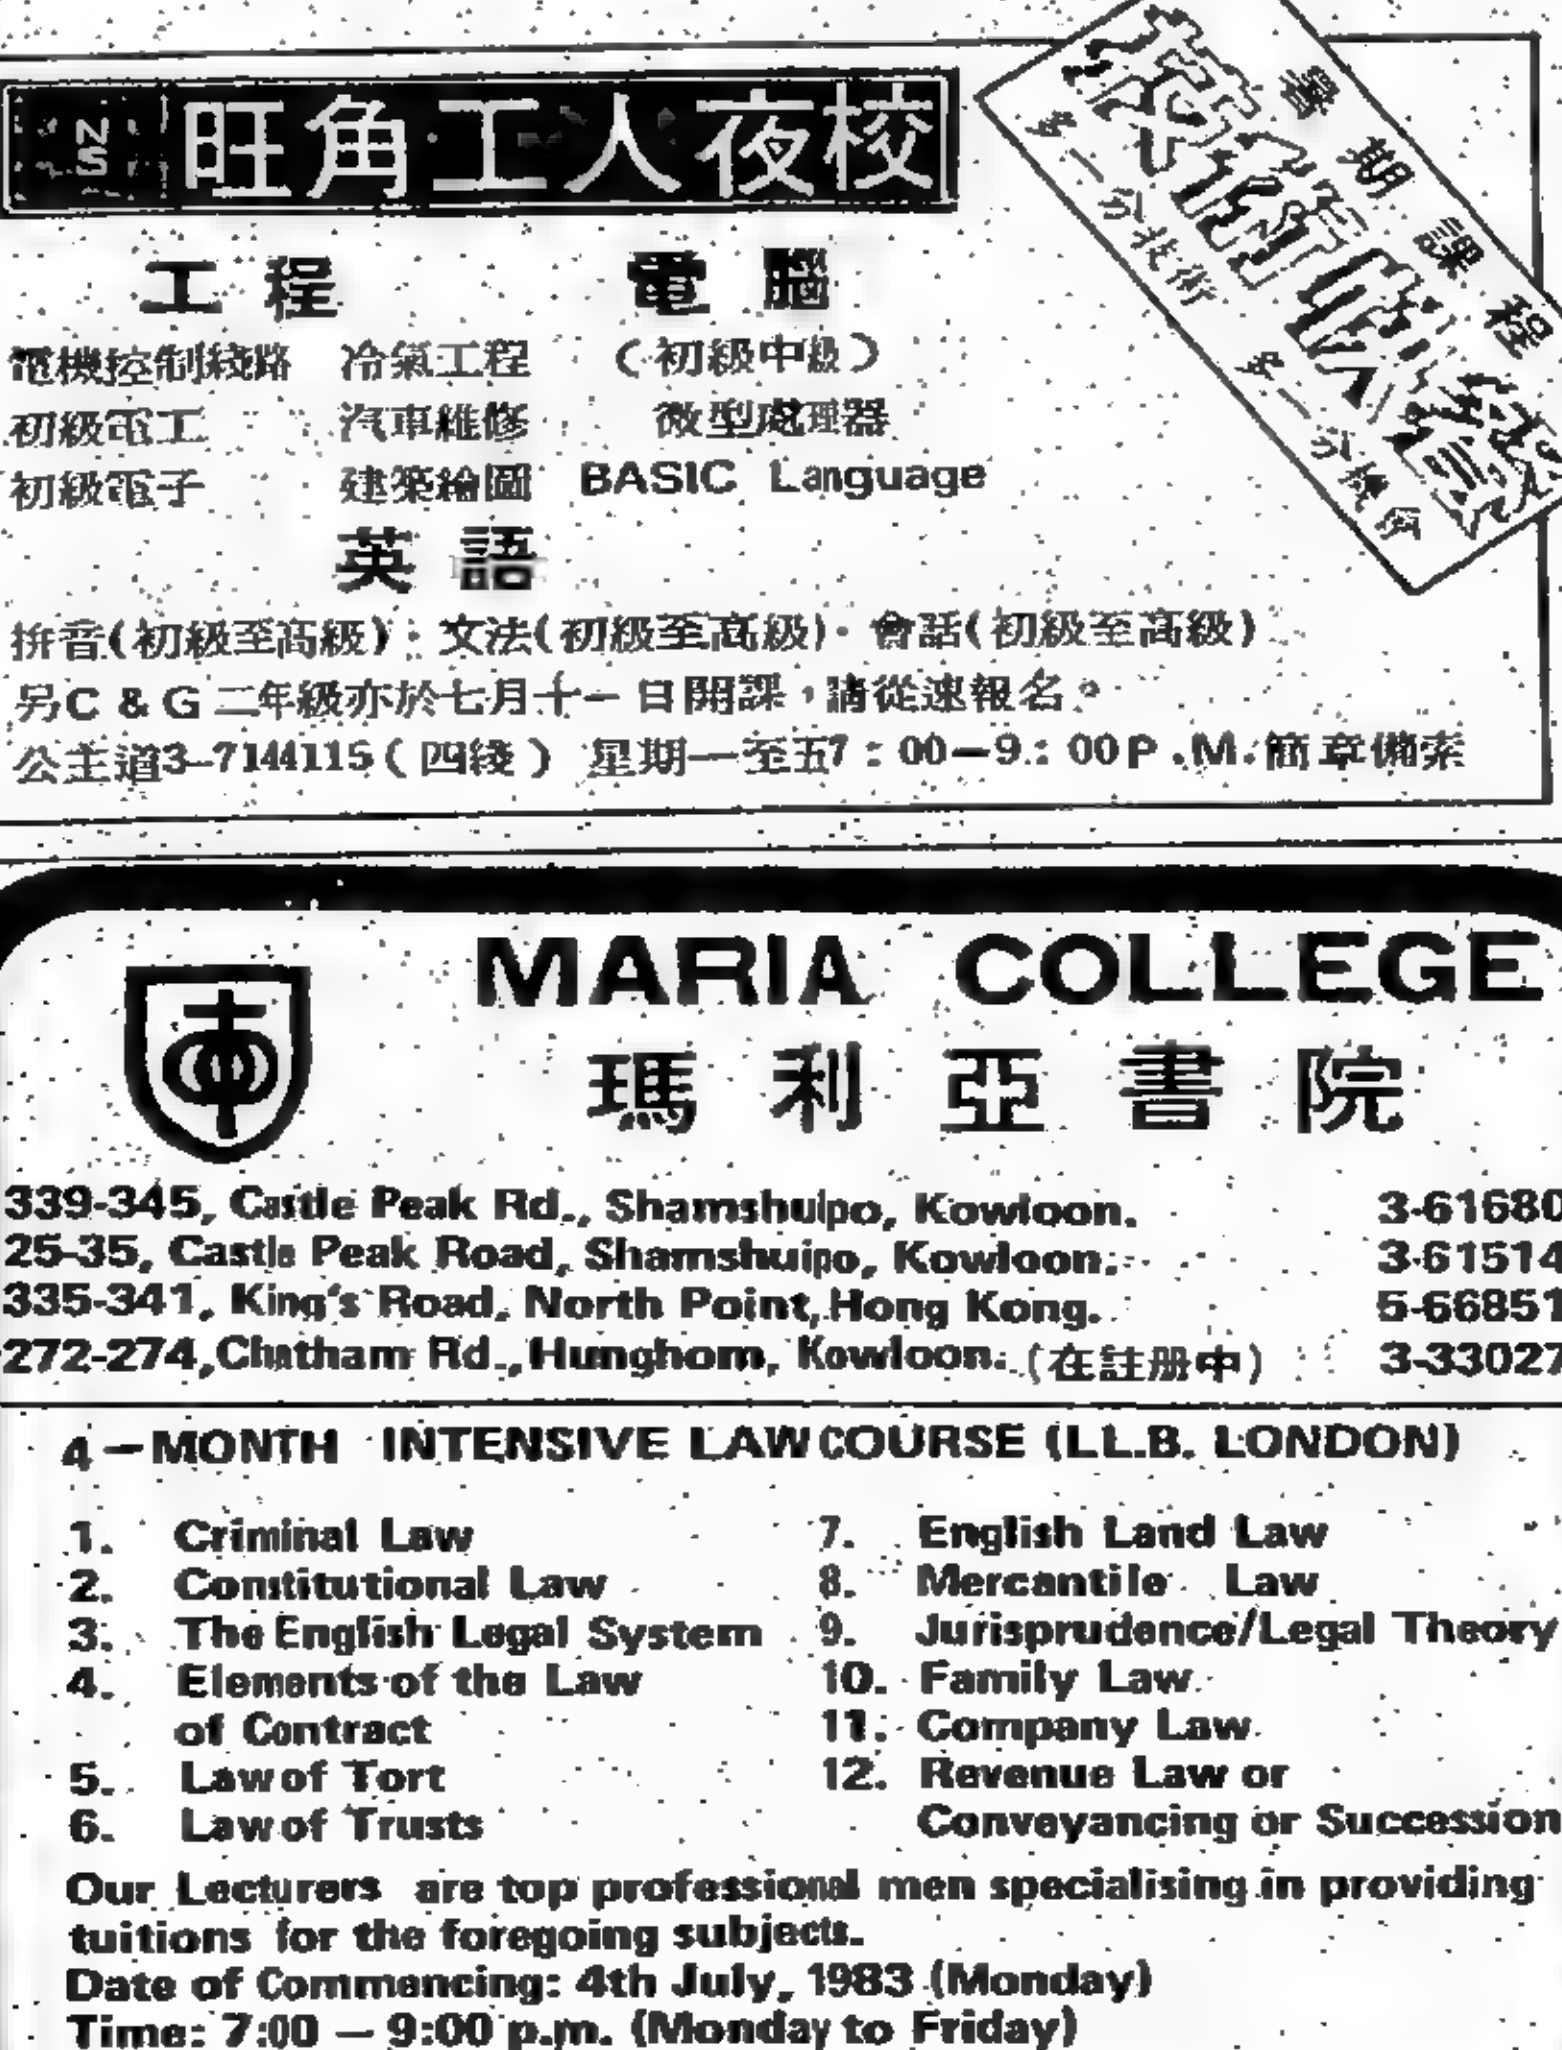 NS 旺角工人夜校
暑期課程
技術階級
多一分技術 多一分機會
工程 電腦
電機控制綫路 冷氣工程 (初級中級)
初級電工 汽車維修 微型處理器
初級電子 建築繪圖 BASIC Language
英語
拼音(初級至高級)·文法(初級至高級)·會話(初級至高級)
另C & G二年級亦於七月十一日開課，請從速報名。
公主道3-7144115(四綫) 星期一至五7:00—9:00P.M.簡章備索
MARIA COLLEGE
瑪利亞書院
339-345, Castle Peak Rd., Shamshuipo, Kowloon. 3-61680
25-35, Castle Peak Road, Shamshuipo, Kowloon. 3-61514
335-341, King's Road, North Point, Hong Kong. 5-66851
272-274, Chatham Rd., Hunghom, Kowloon. (在註册中) 3-33027
4—MONTH INTENSIVE LAW COURSE (LL.B. LONDON)
1. Criminal Law
2. Constitutional Law
3. The English Legal System
4. Elements of the Law
of Contract
5. Law of Tort
6. Law of Trusts
7. English Land Law
8. Mercantile Law
9. Jurisprudence/Legal Theory
10. Family Law
11. Company Law
12. Revenue Law or
Conveyancing or Succession
Our Lecturers are top professional men specialising in providing
tuitions for the foregoing subjects.
Date of Commencing: 4th July, 1983 (Monday)
Time: 7:00 — 9:00 p.m. (Monday to Friday)